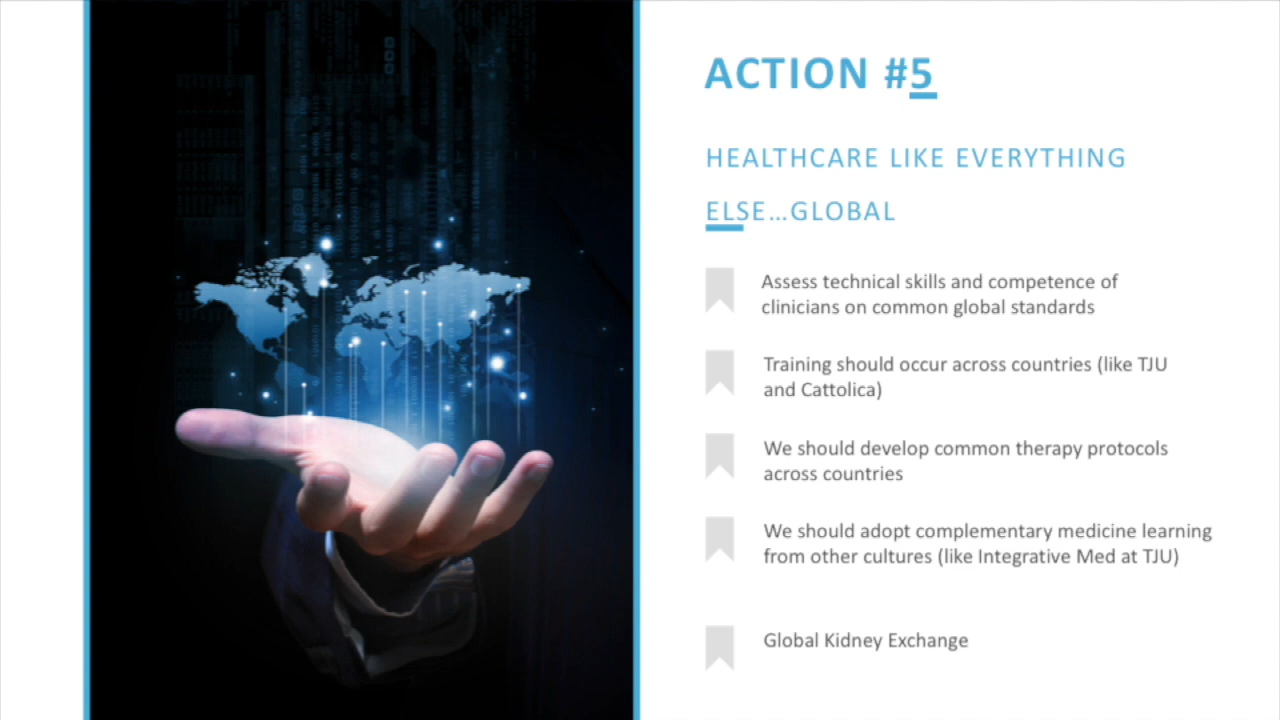 ACTION #5
HEALTHCARE LIKE EVERYTHING
ELSE…GLOBAL
Assess technical skills and competence of
clinicians on common global standards
Training should occur across countries (like TJU
and Cattolica)
We should develop common therapy protocols
across countries
We should adopt complementary medicine learning
from other cultures (like Integrative Med at TJU)
Global Kidney Exchange